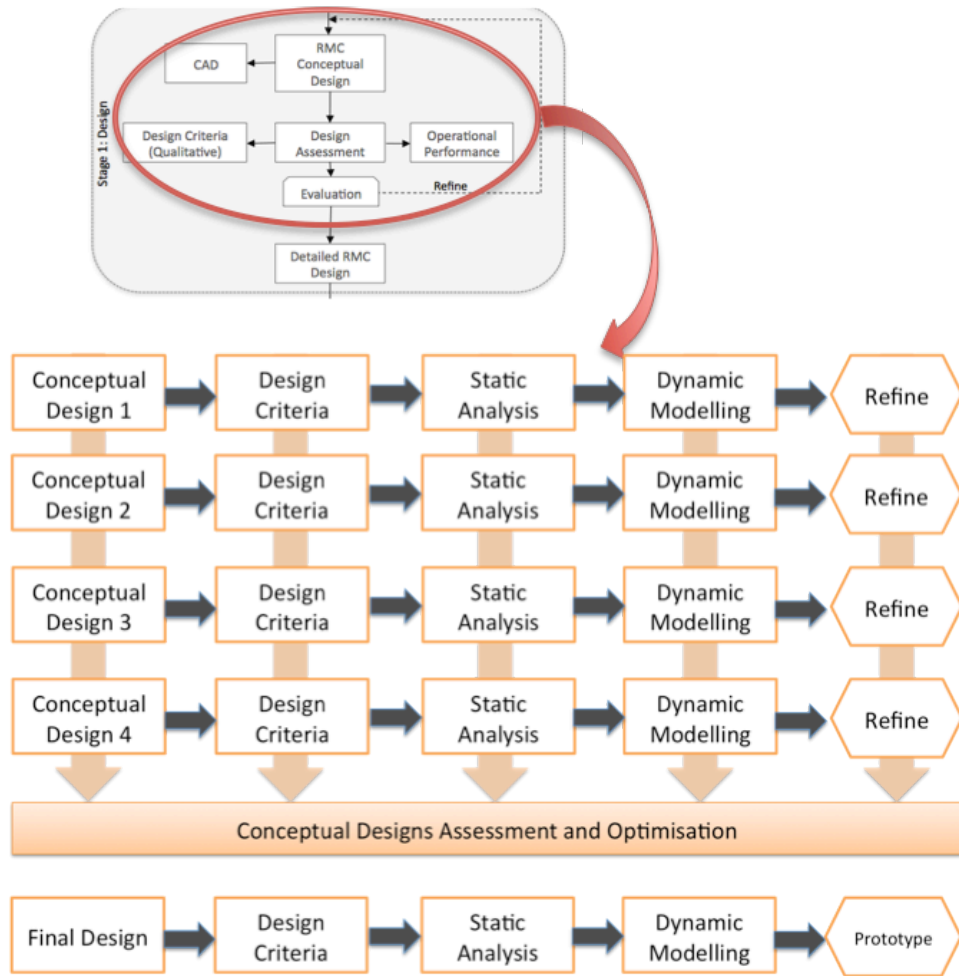 Stage 1: Design
RMC
Conceptual
Design
CAD
Design Criteria
(Qualitative)
Design
Assessment
Operational
Performance
Evaluation
Refine
Detailed RMC
Design
Conceptual
Design 1
Design
Criteria
Static
Analysis
Dynamic
Modelling
Refine
Conceptual
Design 2
Design
Criteria
Static
Analysis
Dynamic
Modelling
Refine
Conceptual
Design 3
Design
Criteria
Static
Analysis
Dynamic
Modelling
Refine
Conceptual
Design 4
Design
Criteria
Static
Analysis
Dynamic
Modelling
Refine
Conceptual Designs Assessment and Optimisation
Final Design
Design
Criteria
Static
Analysis
Dynamic
Modelling
Prototype